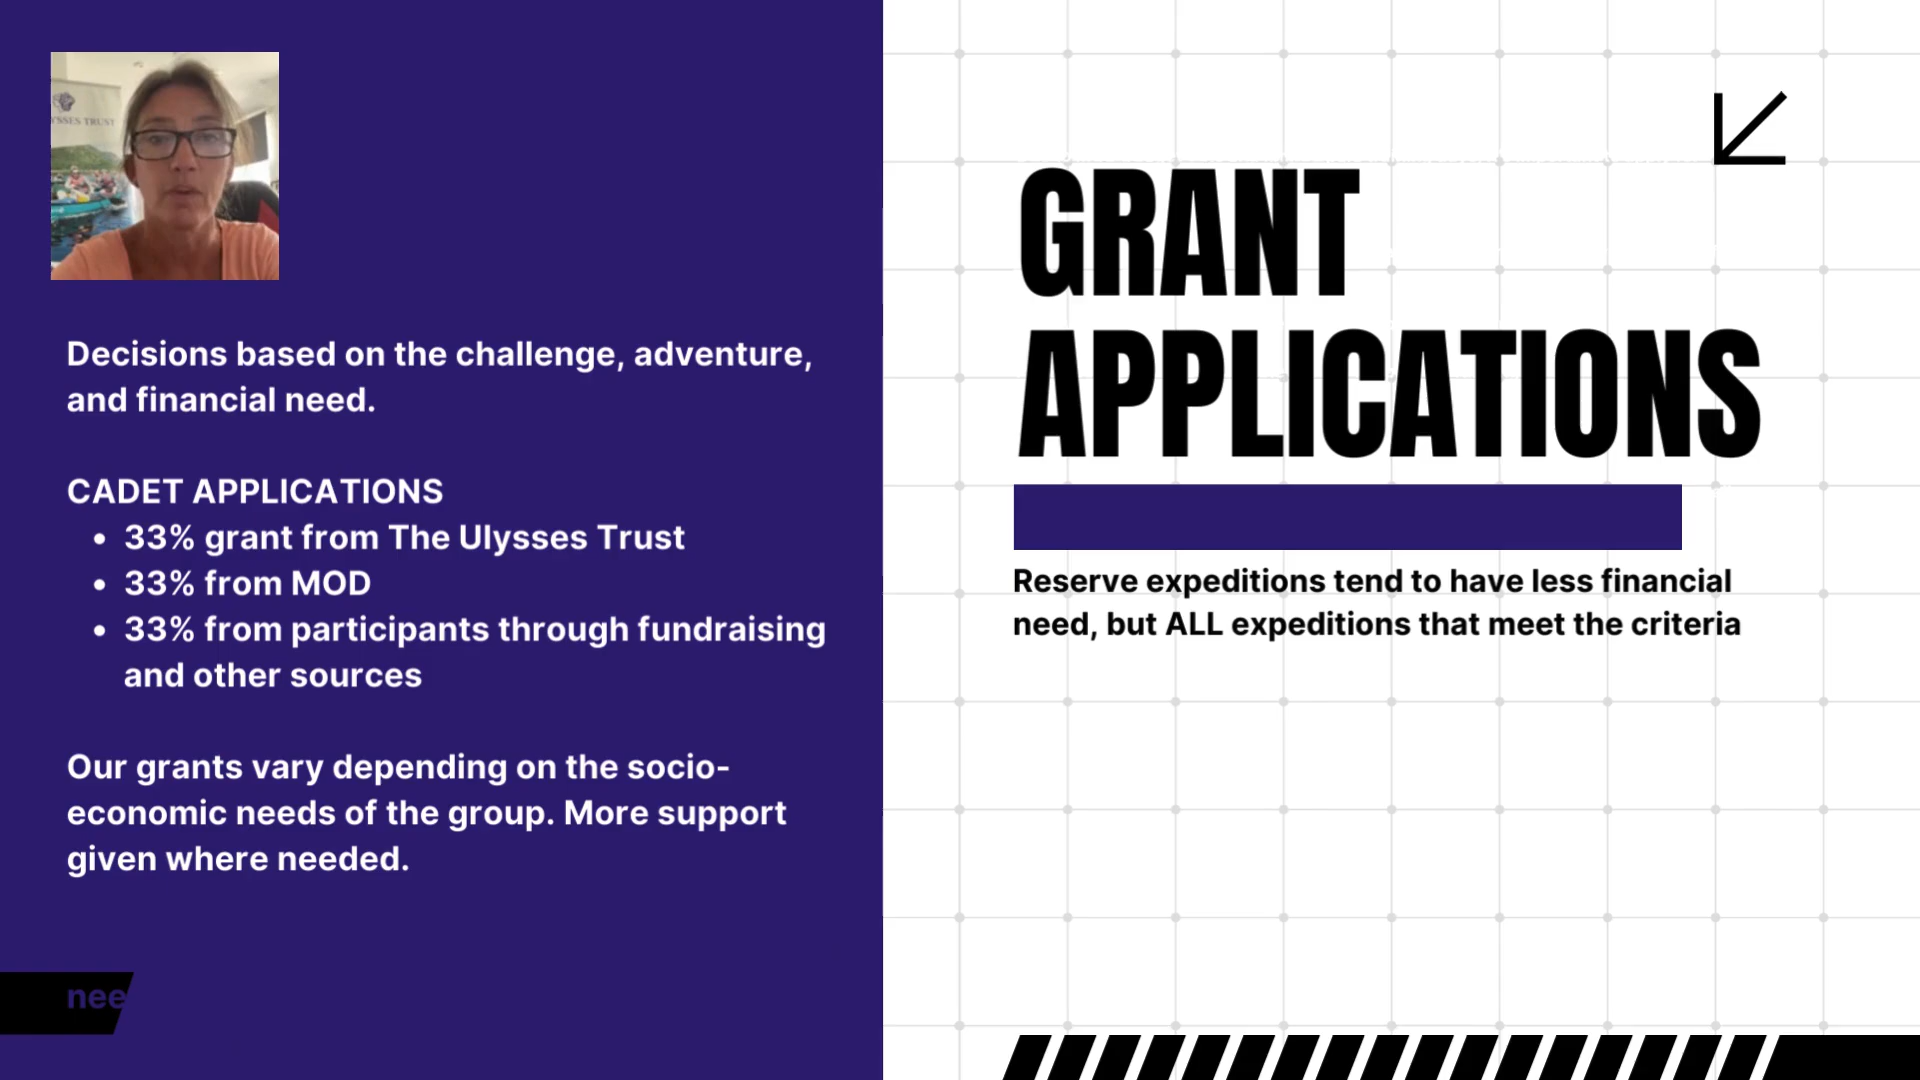 YSSES TRUST
Decisions based on the challenge, adventure,
and financial need.
CADET APPLICATIONS
• 33% grant from The Ulysses Trust
• 33% from MOD
• 33% from participants through fundraising
and other sources
Our grants vary depending on the socio-
economic needs of the group. More support
given where needed.
nee
GRANT
APPLICATIONS
Reserve expeditions tend to have less financial
need, but ALL expeditions that meet the criteria